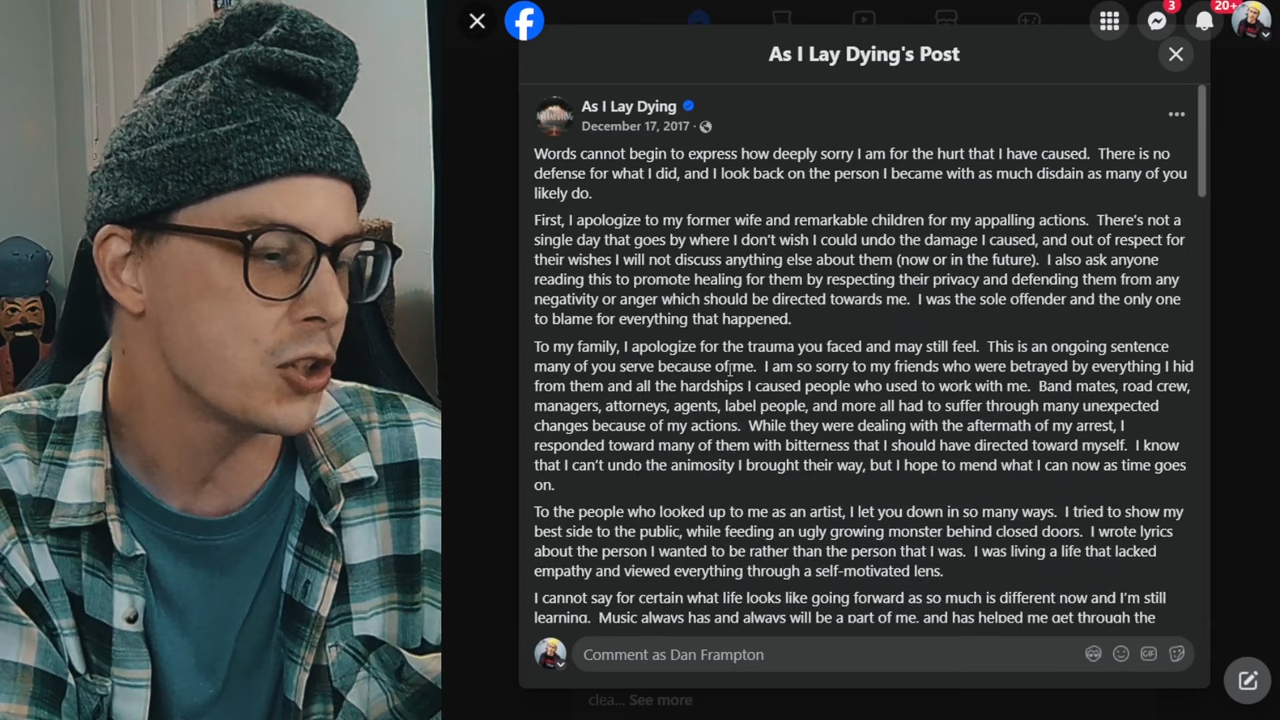 3
20+
As I Lay Dying's Post
As I Lay Dying
December 17, 2017 ·
Words cannot begin to express how deeply sorry I am for the hurt that I have caused. There is no
defense for what I did, and I look back on the person I became with as much disdain as many of you
likely do.
First, I apologize to my former wife and remarkable children for my appalling actions. There's not a
single day that goes by where I don't wish I could undo the damage I caused, and out of respect for
their wishes I will not discuss anything else about them (now or in the future). I also ask anyone
reading this to promote healing for them by respecting their privacy and defending them from any
negativity or anger which should be directed towards me. I was the sole offender and the only one
to blame for everything that happened.
To my family, I apologize for the trauma you faced and may still feel. This is an ongoing sentence
many of you serve because of me. I am so sorry to my friends who were betrayed by everything I hid
from them and all the hardships I caused people who used to work with me. Band mates, road crew,
managers, attorneys, agents, label people, and more all had to suffer through many unexpected
changes because of my actions. While they were dealing with the aftermath of my arrest, I
responded toward many of them with bitterness that I should have directed toward myself. I know
that I can't undo the animosity I brought their way, but I hope to mend what I can now as time goes
on.
To the people who looked up to me as an artist, I let you down in so many ways. I tried to show my
best side to the public, while feeding an ugly growing monster behind closed doors. I wrote lyrics
about the person I wanted to be rather than the person that I was. I was living a life that lacked
empathy and viewed everything through a self-motivated lens.
I cannot say for certain what life looks like going forward as so much is different now and I'm still
learning. Music always has and always will be a part of me, and has helped me get through the
Comment as Dan Frampton
GIF
clea... See more